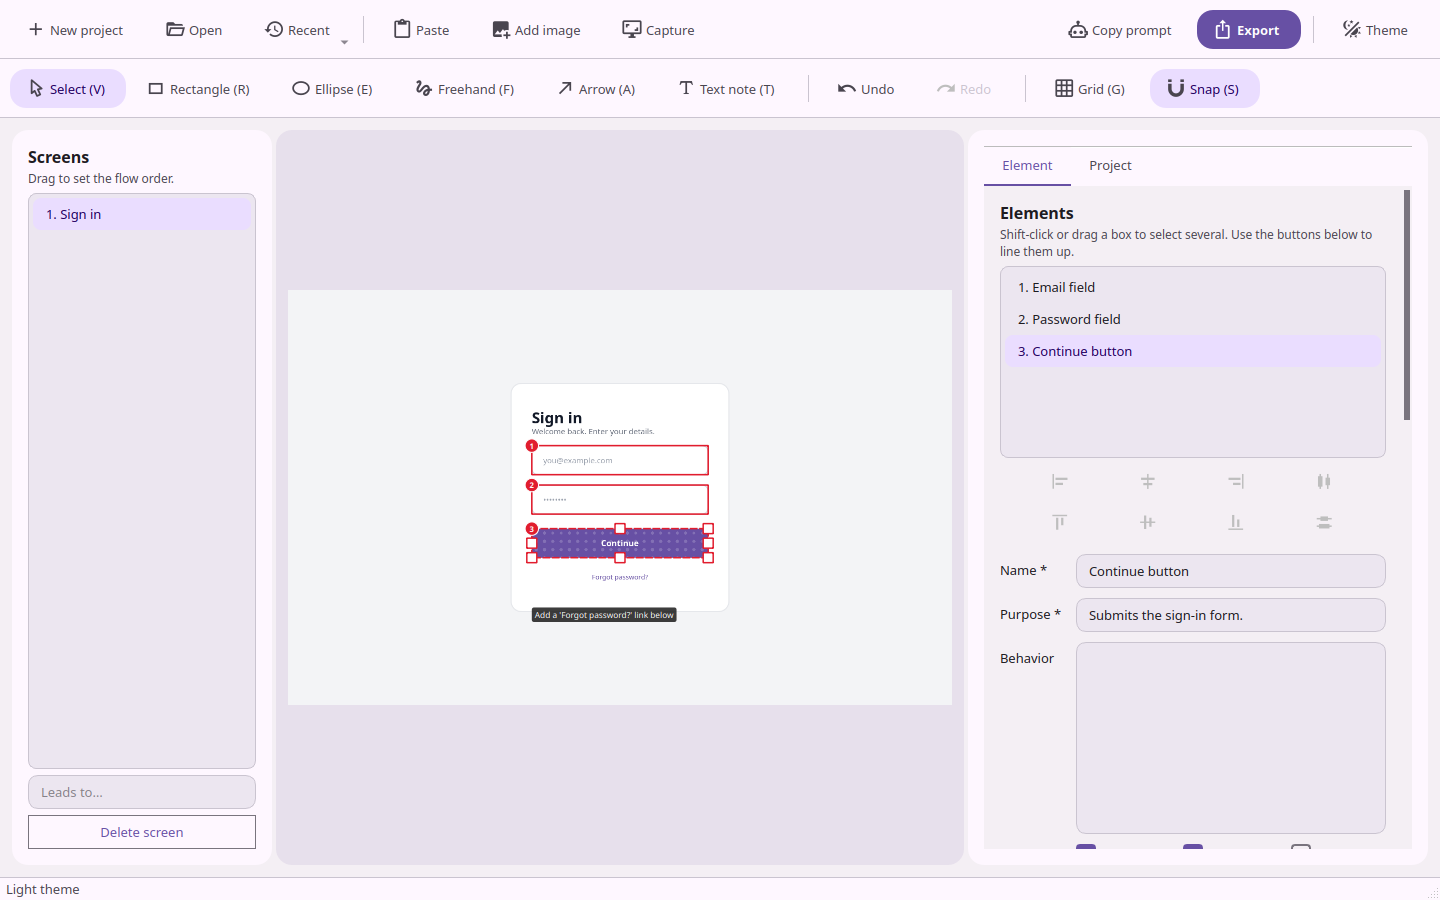 New project
Open
Recent
Paste
Add image
Capture
Copy prompt
Export
Theme
Select (V)
Rectangle (R)
Ellipse (E)
Freehand (F)
Arrow (A)
Text note (T)
Undo
Redo
Grid (G)
Snap (S)
Screens
Drag to set the flow order.
1. Sign in
Leads to...
Delete screen
Sign in
Welcome back. Enter your details.
1
you@example.com
2
••••••••
3
Continue
Forgot password?
Add a 'Forgot password?' link below
Element
Project
Elements
Shift-click or drag a box to select several. Use the buttons below to
line them up.
1. Email field
2. Password field
3. Continue button
Name *
Continue button
Purpose *
Submits the sign-in form.
Behavior
Light theme